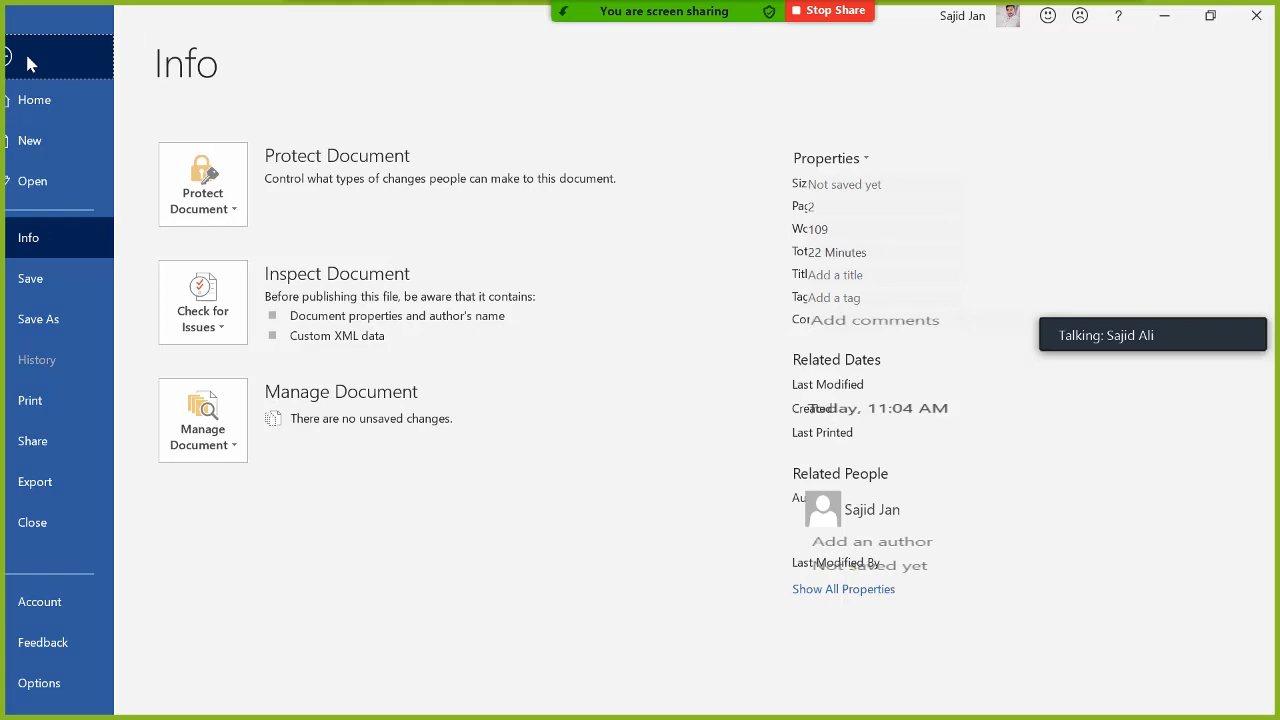 You are screen sharing
Stop Share
Sajid Jan
?
Info
Home
New
Open
Info
Save
Save As
History
Print
Share
Export
Close
Account
Feedback
Options
Protect Document
Protect Document
Control what types of changes people can make to this document.
Check for Issues
Inspect Document
Before publishing this file, be aware that it contains:
Document properties and author's name
Custom XML data
Manage Document
Manage Document
There are no unsaved changes.
Properties
Not saved yet
2
109
22 Minutes
Add a title
Add a tag
Add comments
Related Dates
Last Modified
Created Today, 11:04 AM
Last Printed
Related People
Sajid Jan
Add an author
Last Modified By
Not saved yet
Show All Properties
Talking: Sajid Ali